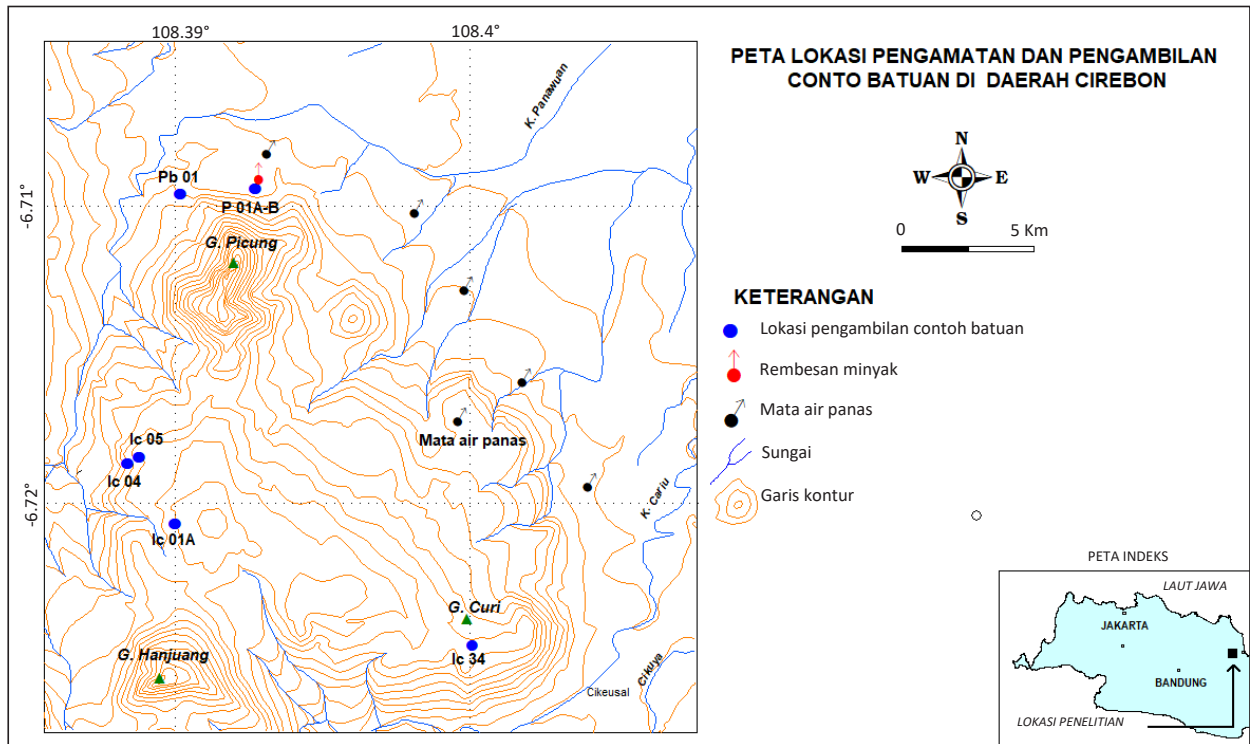 108.39°
108.4°
-6.71
-6.72
K. Panawuan
Pb 01
P 01A-B
G. Picung
Mata air panas
Ic 05
Ic 04
Ic 01A
K. Cariu
G. Curi
Ic 34
G. Hanjuang
Cikeusal
Cikuya
PETA LOKASI PENGAMATAN DAN PENGAMBILAN
CONTO BATUAN DI DAERAH CIREBON
N
W
E
S
0
5 Km
KETERANGAN
Lokasi pengambilan contoh batuan
Rembesan minyak
Mata air panas
Sungai
Garis kontur
PETA INDEKS
LAUT JAWA
JAKARTA
BANDUNG
LOKASI PENELITIAN